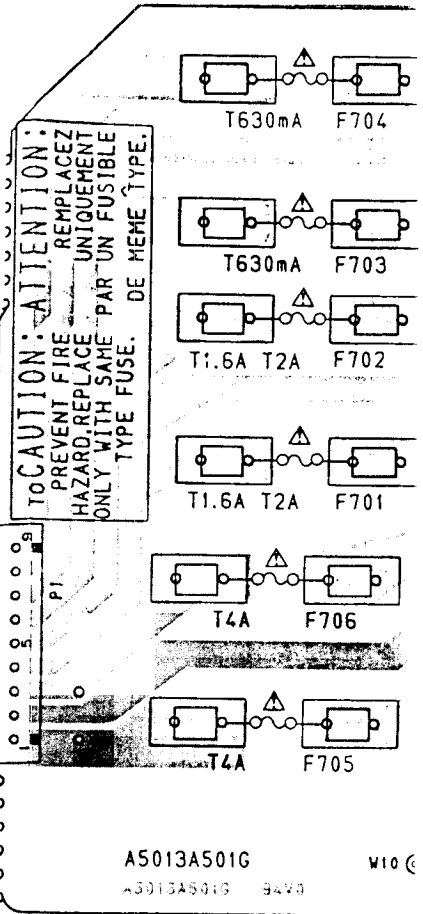 T630mA F704
T630mA F703
T1.6A T2A F702
T1.6A T2A F701
T4A F706
T4A F705
TO CAUTION: ATTENTION:
PREVENT FIRE REMPLACEZ
HAZARD,REPLACE UNIQUEMENT
ONLY WITH SAME PAR UN FUSIBLE
TYPE FUSE. DE MEME TYPE.
9
P1
5
1
A5013A501G W10
A5013A501G 94V0